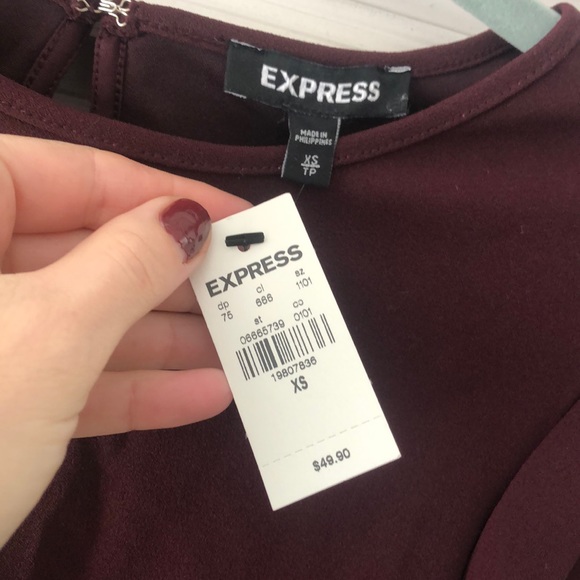 EXPRESS
MADE IN
PHILIPPINES
XS
TP
EXPRESS
dp cl sz
75 666 1101
st co
06665739 0101
19807836
XS
$49.90